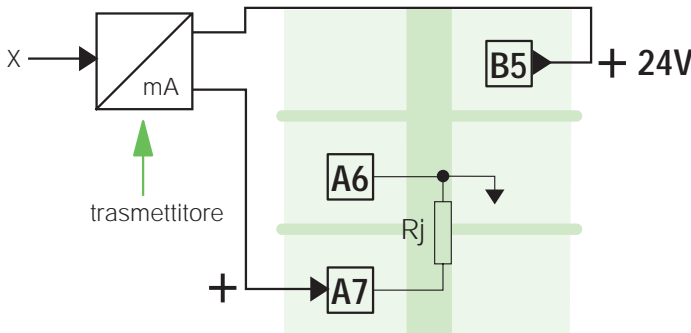 X
mA
B5
+ 24V
A6
trasmettitore
Rj
+
A7